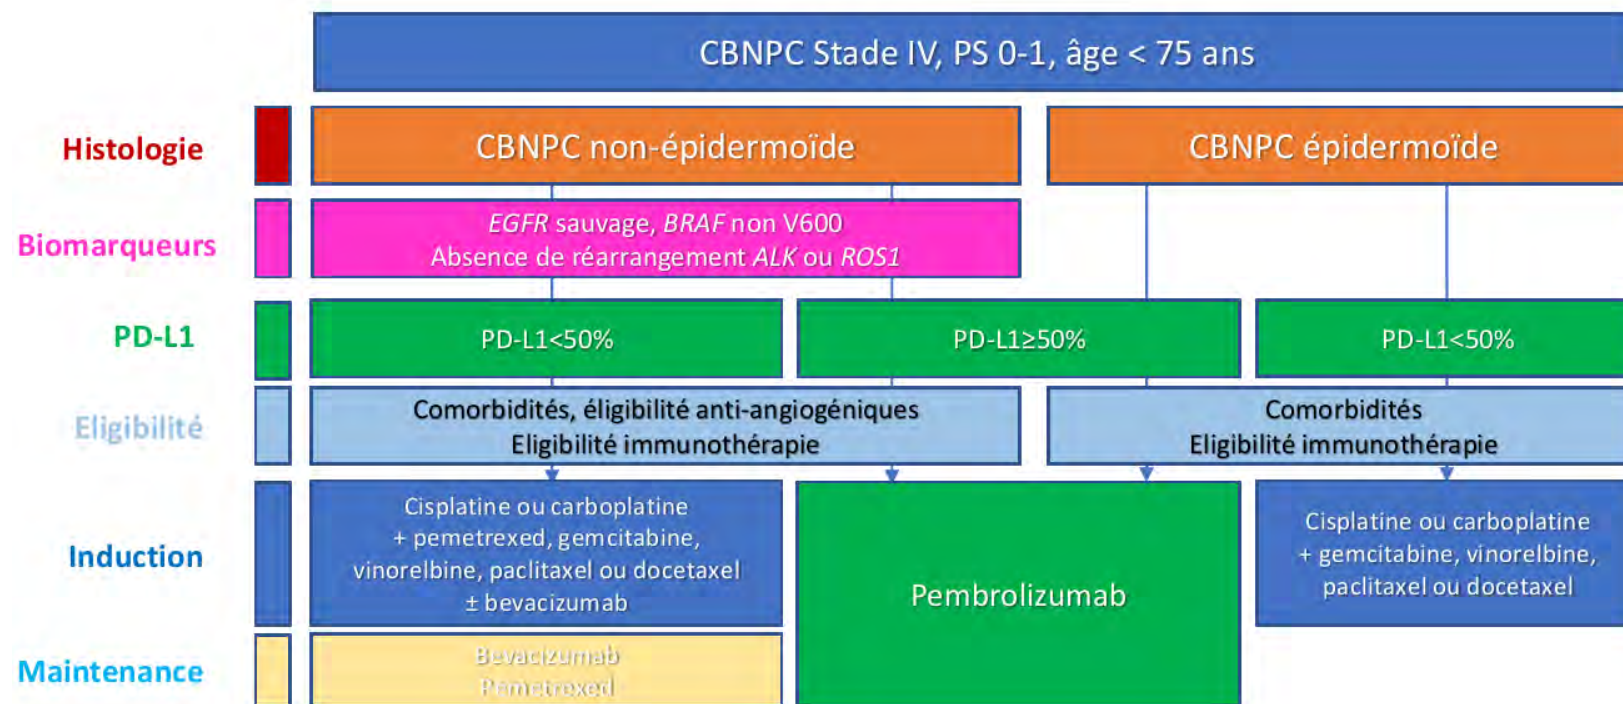 CBNPC Stade IV, PS 0-1, âge < 75 ans
Histologie
CBNPC non-épidermoïde
CBNPC épidermoïde
Biomarqueurs
EGFR sauvage, BRAF non V600
Absence de réarrangement ALK ou ROS1
PD-L1
PD-L1<50%
PD-L1≥50%
PD-L1<50%
Eligibilité
Comorbidités, éligibilité anti-angiogéniques
Eligibilité immunothérapie
Comorbidités
Eligibilité immunothérapie
Induction
Cisplatine ou carboplatine
+ pemetrexed, gemcitabine,
vinorelbine, paclitaxel ou docetaxel
± bevacizumab
Pembrolizumab
Cisplatine ou carboplatine
+ gemcitabine, vinorelbine,
paclitaxel ou docetaxel
Maintenance
Bevacizumab
Pemetrexed